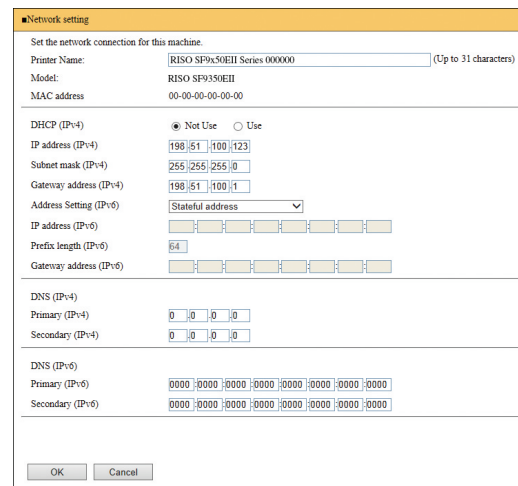 ■Network setting
Set the network connection for this machine.
Printer Name: RISO SF9x50EII Series 000000 (Up to 31 characters)
Model: RISO SF9350EII
MAC address 00-00-00-00-00-00
DHCP (IPv4) Not Use Use
IP address (IPv4) 198 .51 .100 .123
Subnet mask (IPv4) 255 .255 .255 .0
Gateway address (IPv4) 198 .51 .100 .1
Address Setting (IPv6) Stateful address
IP address (IPv6) : : : : : : :
Prefix length (IPv6) 64
Gateway address (IPv6) : : : : : : :
DNS (IPv4)
Primary (IPv4) 0 .0 .0 .0
Secondary (IPv4) 0 .0 .0 .0
DNS (IPv6)
Primary (IPv6) 0000 :0000 :0000 :0000 :0000 :0000 :0000 :0000
Secondary (IPv6) 0000 :0000 :0000 :0000 :0000 :0000 :0000 :0000
OK Cancel